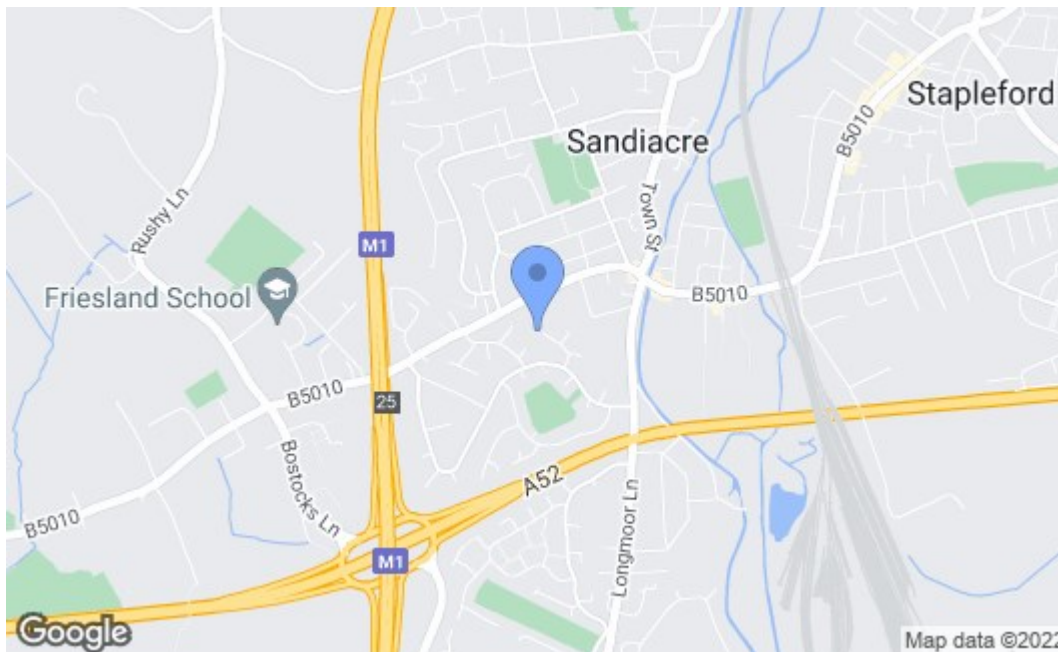 Stapleford
B5010
Sandiacre
Rushy Ln
Town St
M1
Friesland School
B5010
B5010
25
Bostocks Ln
A52
B5010
Longmoor Ln
M1
Google
Map data ©2022